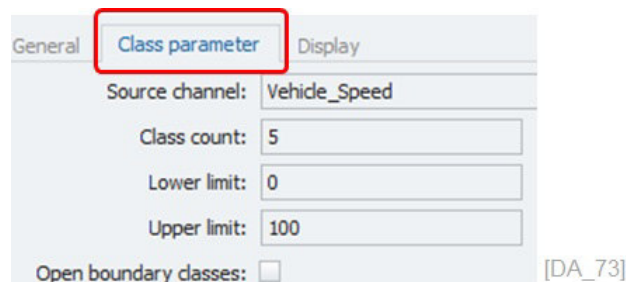 General Class parameter Display
Source channel: Vehicle_Speed
Class count: 5
Lower limit: 0
Upper limit: 100
Open boundary classes: [DA_73]